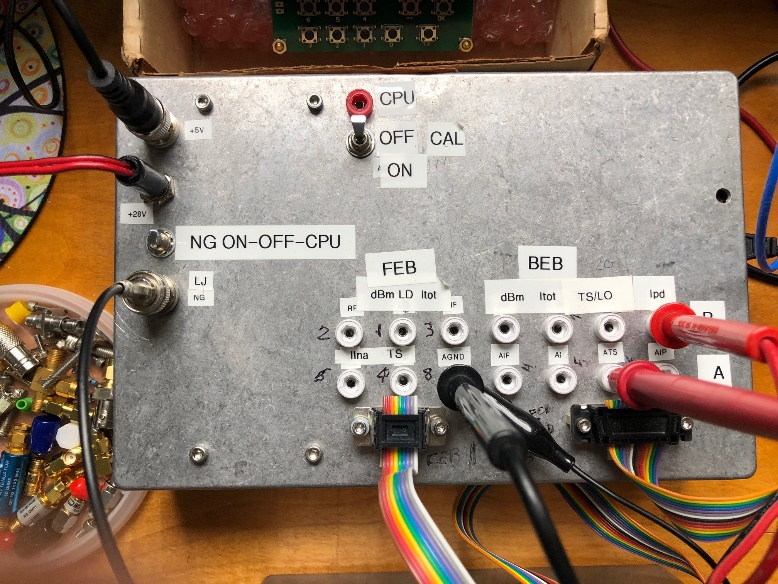 CPU
+5V
OFF
CAL
ON
+28V
NG ON-OFF-CPU
LJ
NG
FEB
BEB
dBm LD Itot
dBm Itot TS/LO Ipd
RF
IF
2
1
3
B
Ilna TS
AGND
AIF
AI
ATS
AIP
A
4
8